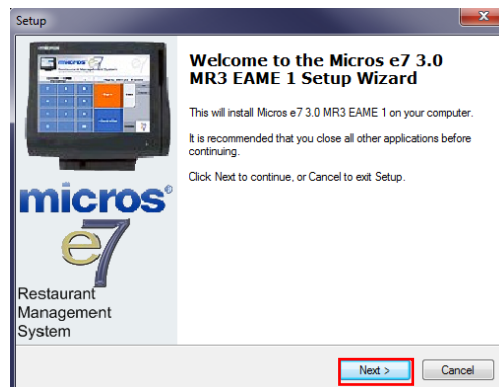 Setup
Welcome to the Micros e7 3.0
MR3 EAME 1 Setup Wizard
This will install Micros e7 3.0 MR3 EAME 1 on your computer.
It is recommended that you close all other applications before
continuing.
Click Next to continue, or Cancel to exit Setup.
micros®
e7
Restaurant
Management
System
Next >
Cancel